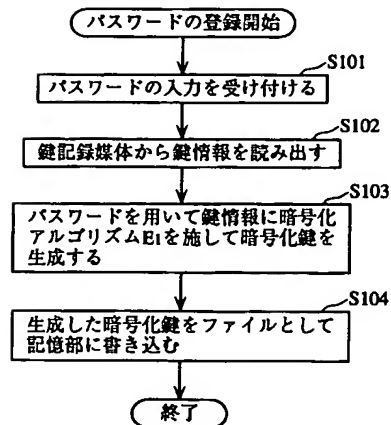 パスワードの登録開始
S101
パスワードの入力を受け付ける
S102
鍵記録媒体から鍵情報を読み出す
S103
パスワードを用いて鍵情報に暗号化
アルゴリズムE1を施して暗号化鍵を
生成する
S104
生成した暗号化鍵をファイルとして
記憶部に書き込む
終了